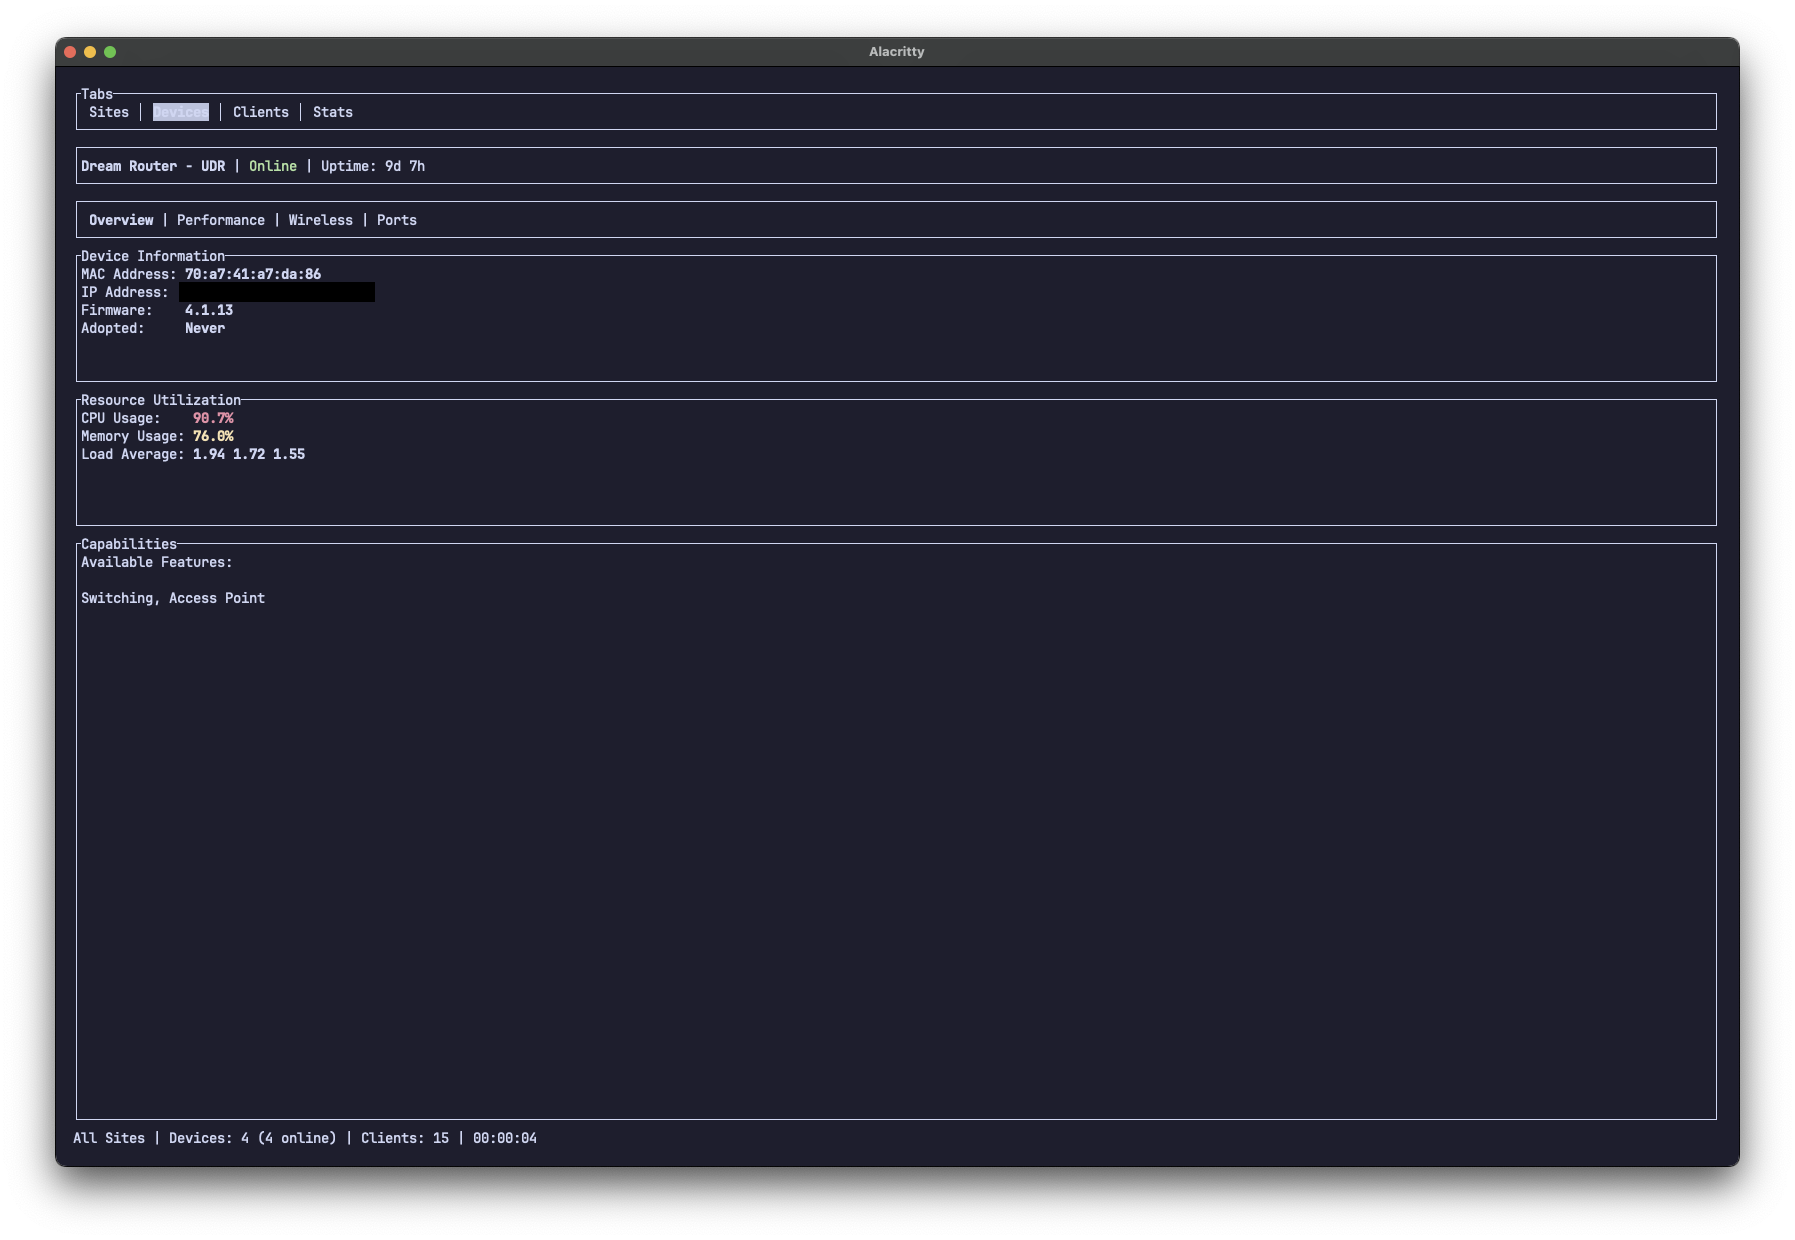 Alacritty
Tabs
Sites │ Devices │ Clients │ Stats
Dream Router - UDR | Online | Uptime: 9d 7h
Overview | Performance | Wireless | Ports
Device Information
MAC Address: 70:a7:41:a7:da:86
IP Address:
Firmware: 4.1.13
Adopted: Never
Resource Utilization
CPU Usage: 90.7%
Memory Usage: 76.0%
Load Average: 1.94 1.72 1.55
Capabilities
Available Features:
Switching, Access Point
All Sites | Devices: 4 (4 online) | Clients: 15 | 00:00:04